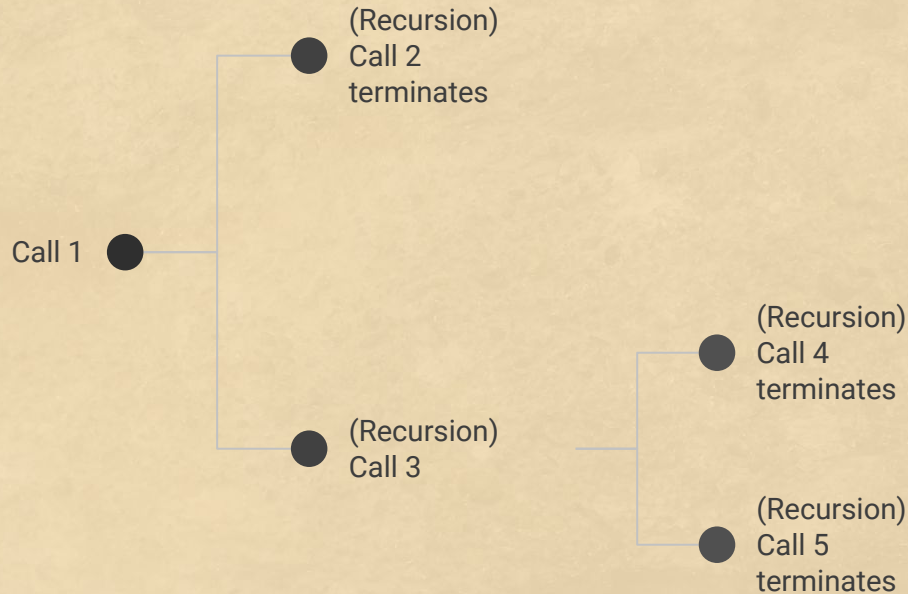 (Recursion)
Call 2
terminates
Call 1
(Recursion)
Call 4
terminates
(Recursion)
Call 3
(Recursion)
Call 5
terminates